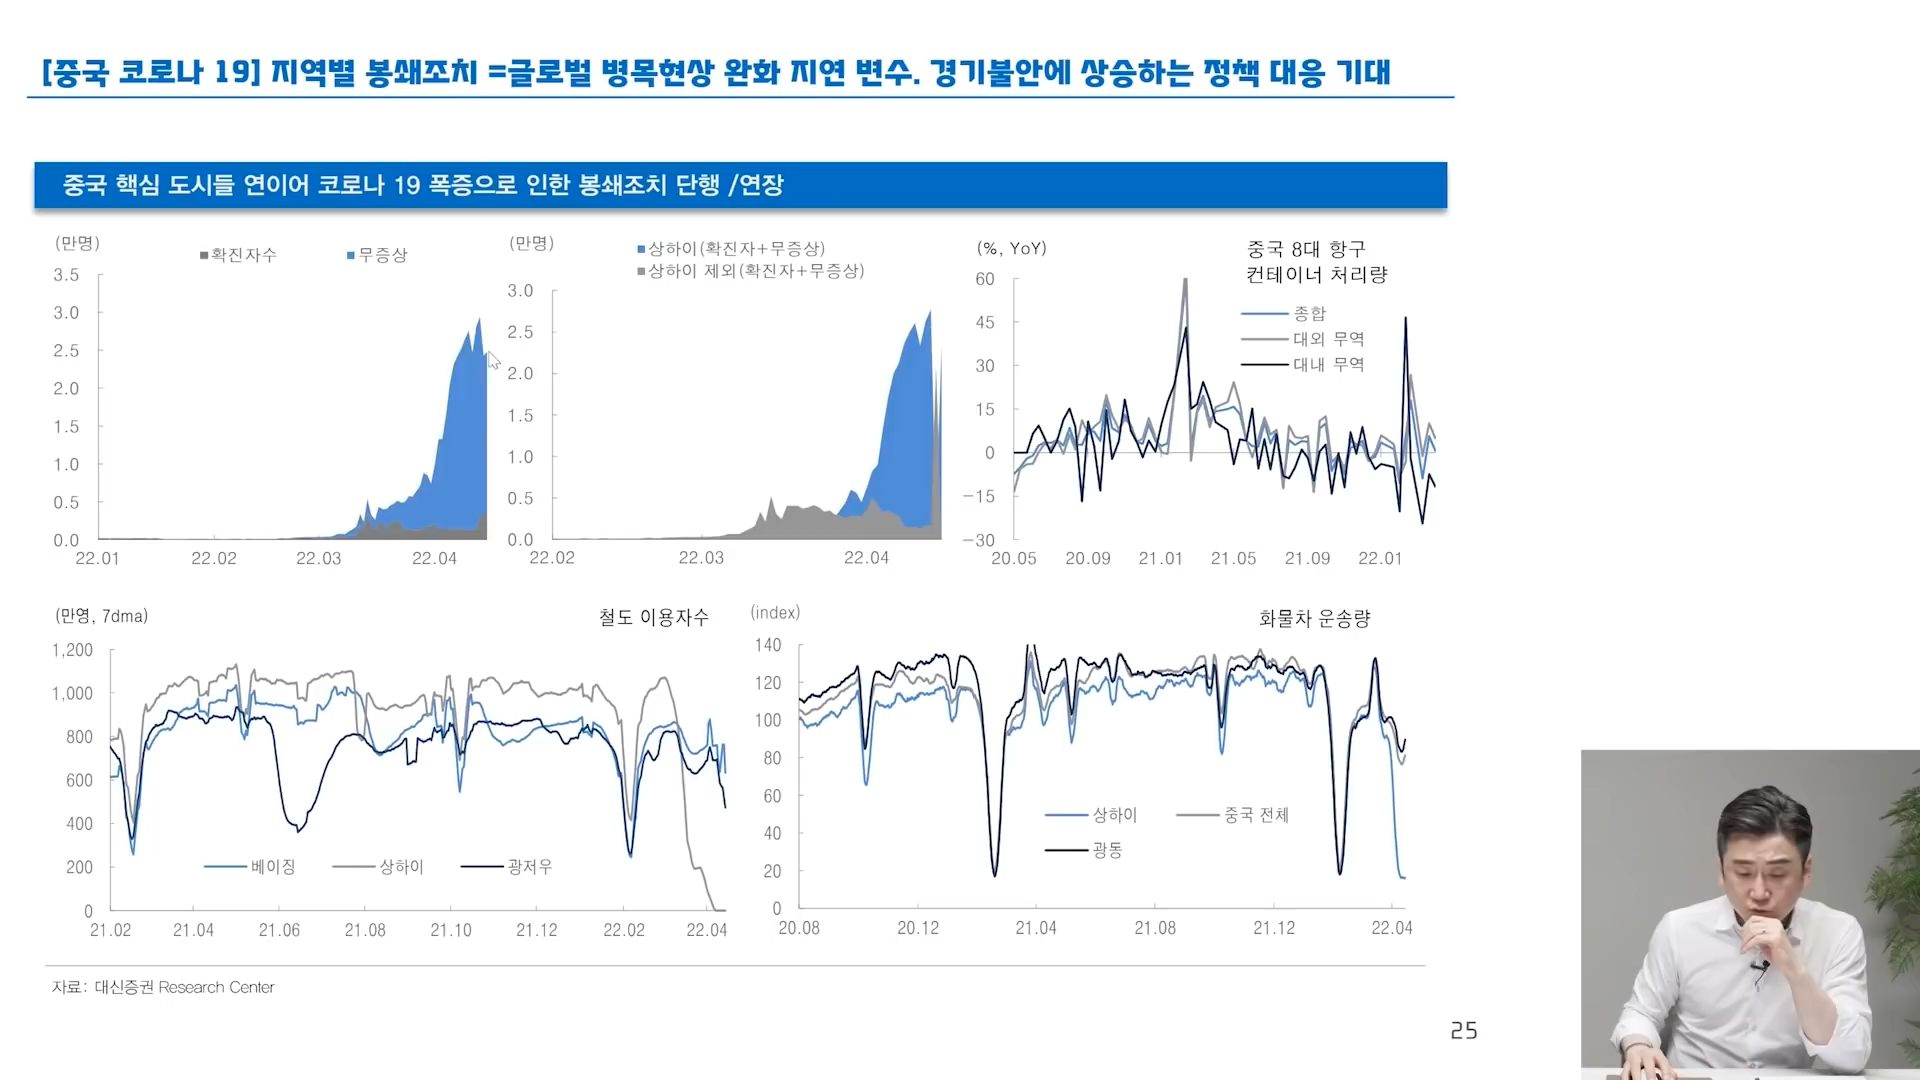 [중국 코로나 19] 지역별 봉쇄조치 =글로벌 병목현상 완화 지연 변수. 경기불안에 상승하는 정책 대응 기대
중국 핵심 도시들 연이어 코로나 19 폭증으로 인한 봉쇄조치 단행 /연장
(만명)
■확진자수 ■무증상
3.5
3.0
2.5
2.0
1.5
1.0
0.5
0.0
22.01 22.02 22.03 22.04
(만명)
■상하이(확진자+무증상)
■상하이 제외(확진자+무증상)
3.0
2.5
2.0
1.5
1.0
0.5
0.0
22.02 22.03 22.04
(%, YoY)
중국 8대 항구
컨테이너 처리량
종합
대외 무역
대내 무역
60
45
30
15
0
-15
-30
20.05 20.09 21.01 21.05 21.09 22.01
(만영, 7dma)
철도 이용자수
1,200
1,000
800
600
400
200
0
베이징 상하이 광저우
21.02 21.04 21.06 21.08 21.10 21.12 22.02 22.04
(index)
화물차 운송량
140
120
100
80
60
40
20
0
상하이 중국 전체
광동
20.08 20.12 21.04 21.08 21.12 22.04
자료: 대신증권 Research Center
25